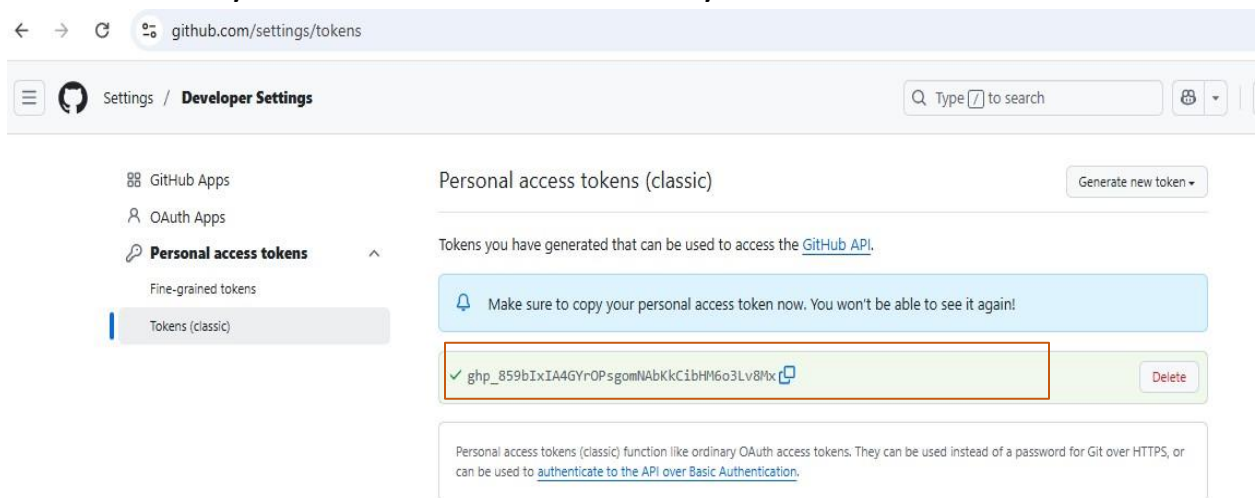 github.com/settings/tokens
Settings / Developer Settings
Type / to search
GitHub Apps
OAuth Apps
Personal access tokens
Fine-grained tokens
Tokens (classic)
Personal access tokens (classic)
Generate new token
Tokens you have generated that can be used to access the GitHub API.
Make sure to copy your personal access token now. You won't be able to see it again!
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
Delete
Personal access tokens (classic) function like ordinary OAuth access tokens. They can be used instead of a password for Git over HTTPS, or
can be used to authenticate to the API over Basic Authentication.